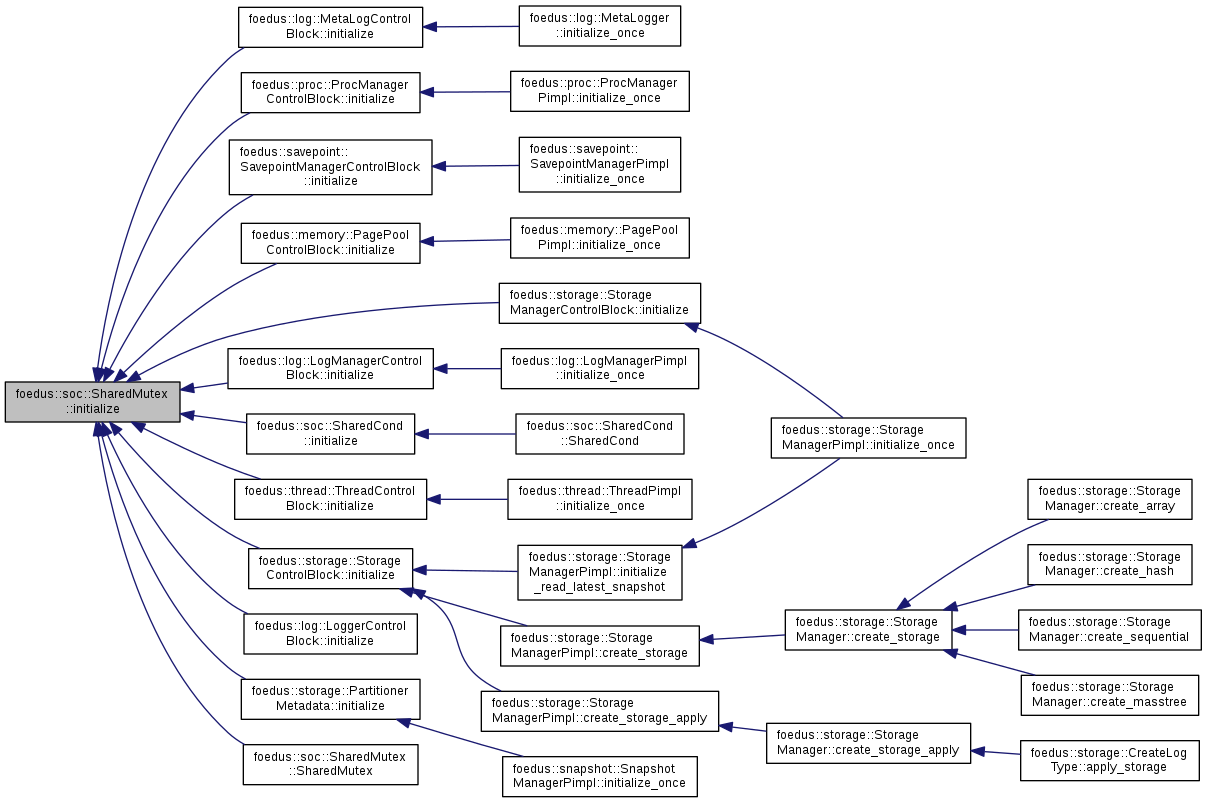 foedus::soc::SharedMutex
::initialize
foedus::log::MetaLogControl
Block::initialize
foedus::log::MetaLogger
::initialize_once
foedus::proc::ProcManager
ControlBlock::initialize
foedus::proc::ProcManager
Pimpl::initialize_once
foedus::savepoint::
SavepointManagerControlBlock
::initialize
foedus::savepoint::
SavepointManagerPimpl
::initialize_once
foedus::memory::PagePool
ControlBlock::initialize
foedus::memory::PagePool
Pimpl::initialize_once
foedus::storage::Storage
ManagerControlBlock::initialize
foedus::log::LogManagerControl
Block::initialize
foedus::log::LogManagerPimpl
::initialize_once
foedus::soc::SharedCond
::initialize
foedus::soc::SharedCond
::SharedCond
foedus::storage::Storage
ManagerPimpl::initialize_once
foedus::thread::ThreadControl
Block::initialize
foedus::thread::ThreadPimpl
::initialize_once
foedus::storage::Storage
ControlBlock::initialize
foedus::storage::Storage
ManagerPimpl::initialize
_read_latest_snapshot
foedus::storage::Storage
ManagerPimpl::create_storage
foedus::storage::Storage
Manager::create_storage
foedus::storage::Storage
Manager::create_array
foedus::storage::Storage
Manager::create_hash
foedus::storage::Storage
Manager::create_sequential
foedus::storage::Storage
Manager::create_masstree
foedus::log::LoggerControl
Block::initialize
foedus::storage::Storage
ManagerPimpl::create_storage_apply
foedus::storage::Storage
Manager::create_storage_apply
foedus::storage::CreateLog
Type::apply_storage
foedus::storage::Partitioner
Metadata::initialize
foedus::snapshot::Snapshot
ManagerPimpl::initialize_once
foedus::soc::SharedMutex
::SharedMutex